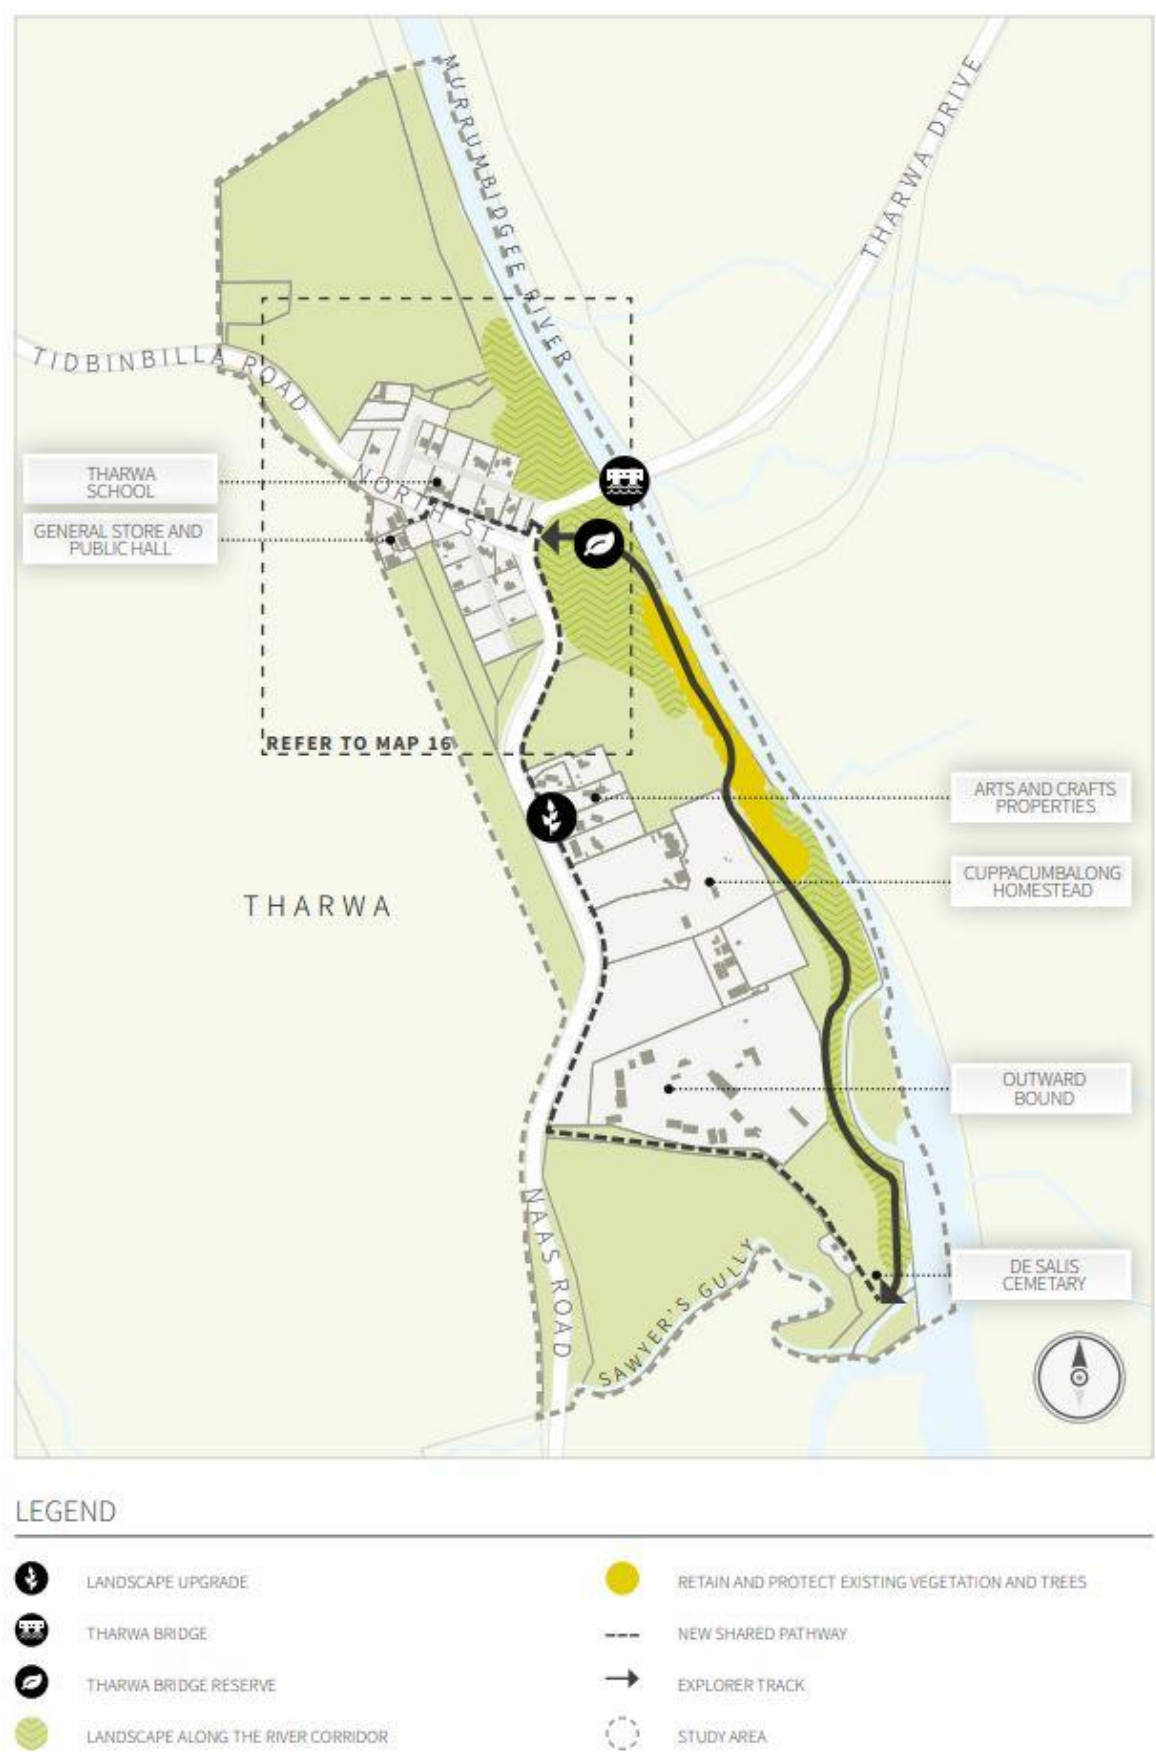 MURRUMBIDGEE RIVER
THARWA DRIVE
TIDBINBILLA ROAD
THARWA
SCHOOL
NORTH ST
GENERAL STORE AND
PUBLIC HALL
REFER TO MAP 16
ARTS AND CRAFTS
PROPERTIES
CUPPACUMBALONG
HOMESTEAD
THARWA
OUTWARD
BOUND
NAAS ROAD
SAWYER'S GULLY
DE SALIS
CEMETARY
LEGEND
LANDSCAPE UPGRADE
THARWA BRIDGE
THARWA BRIDGE RESERVE
LANDSCAPE ALONG THE RIVER CORRIDOR
RETAIN AND PROTECT EXISTING VEGETATION AND TREES
NEW SHARED PATHWAY
EXPLORER TRACK
STUDY AREA